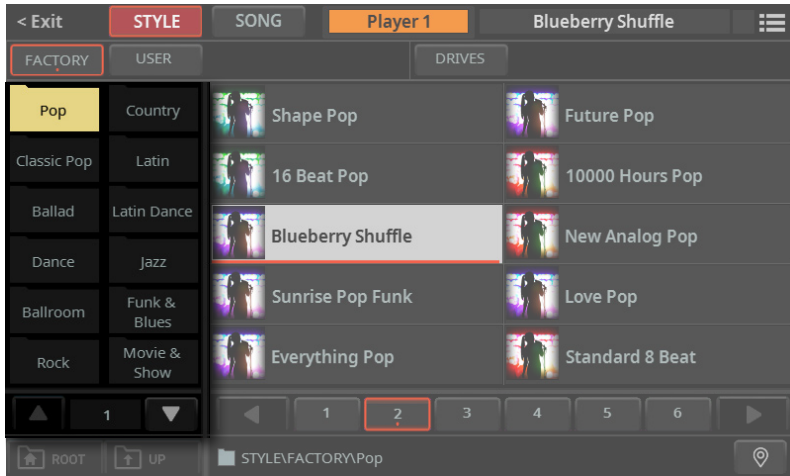 < Exit STYLE SONG Player 1 Blueberry Shuffle
FACTORY USER DRIVES
Pop Country Shape Pop Future Pop
Classic Pop Latin 16 Beat Pop 10000 Hours Pop
Ballad Latin Dance Blueberry Shuffle New Analog Pop
Dance Jazz Sunrise Pop Funk Love Pop
Ballroom Funk & Blues Everything Pop Standard 8 Beat
Rock Movie & Show
1 1 2 3 4 5 6
ROOT UP STYLE\FACTORY\Pop